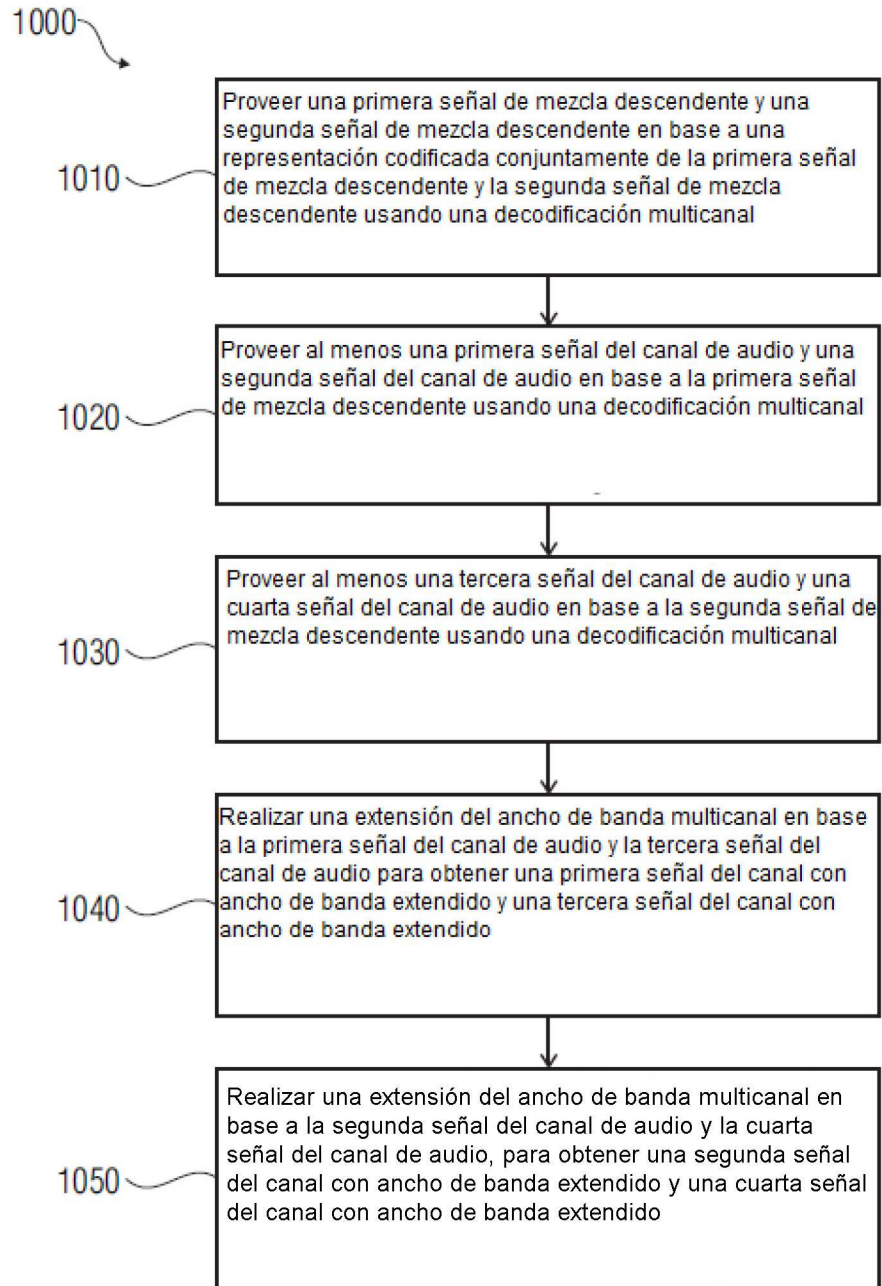 1000
Proveer una primera señal de mezcla descendente y una
segunda señal de mezcla descendente en base a una
representación codificada conjuntamente de la primera señal
de mezcla descendente y la segunda señal de mezcla
descendente usando una decodificación multicanal
1010
Proveer al menos una primera señal del canal de audio y una
segunda señal del canal de audio en base a la primera señal
de mezcla descendente usando una decodificación multicanal
1020
Proveer al menos una tercera señal del canal de audio y una
cuarta señal del canal de audio en base a la segunda señal de
mezcla descendente usando una decodificación multicanal
1030
Realizar una extensión del ancho de banda multicanal en base
a la primera señal del canal de audio y la tercera señal del
canal de audio para obtener una primera señal del canal con
ancho de banda extendido y una tercera señal del canal con
ancho de banda extendido
1040
Realizar una extensión del ancho de banda multicanal en
base a la segunda señal del canal de audio y la cuarta
señal del canal de audio, para obtener una segunda señal
del canal con ancho de banda extendido y una cuarta señal
del canal con ancho de banda extendido
1050